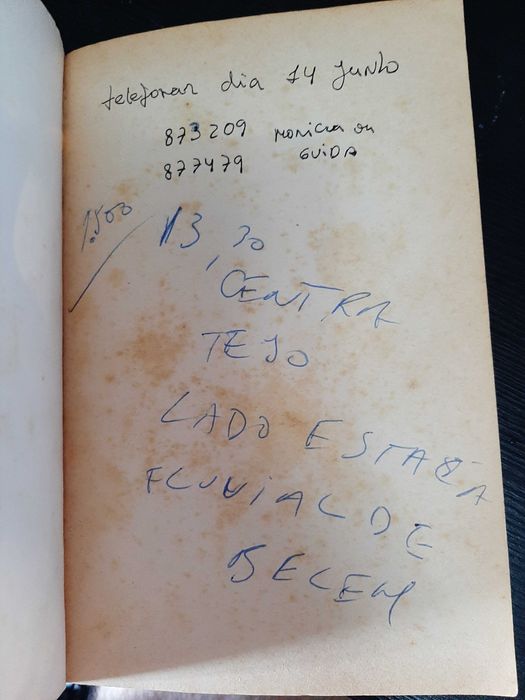 telefonar dia 14 Junho
873209 Monica ou
877479 GUIDA
1.500
13,30
CENTRAL
TEJO
LADO ESTAÇÃ
FLUVIAL DE
BELEM